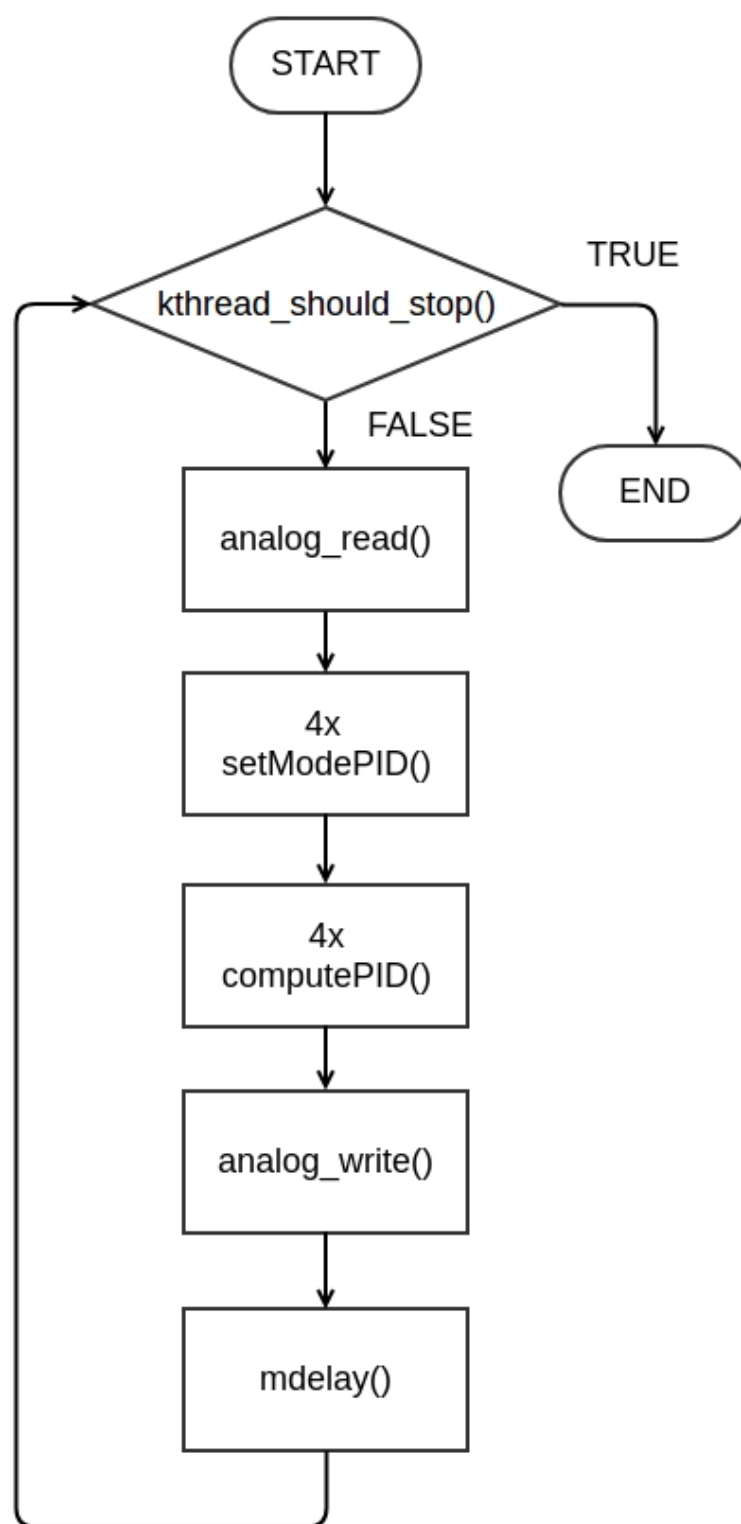 START
kthread_should_stop()
TRUE
FALSE
END
analog_read()
4x
setModePID()
4x
computePID()
analog_write()
mdelay()